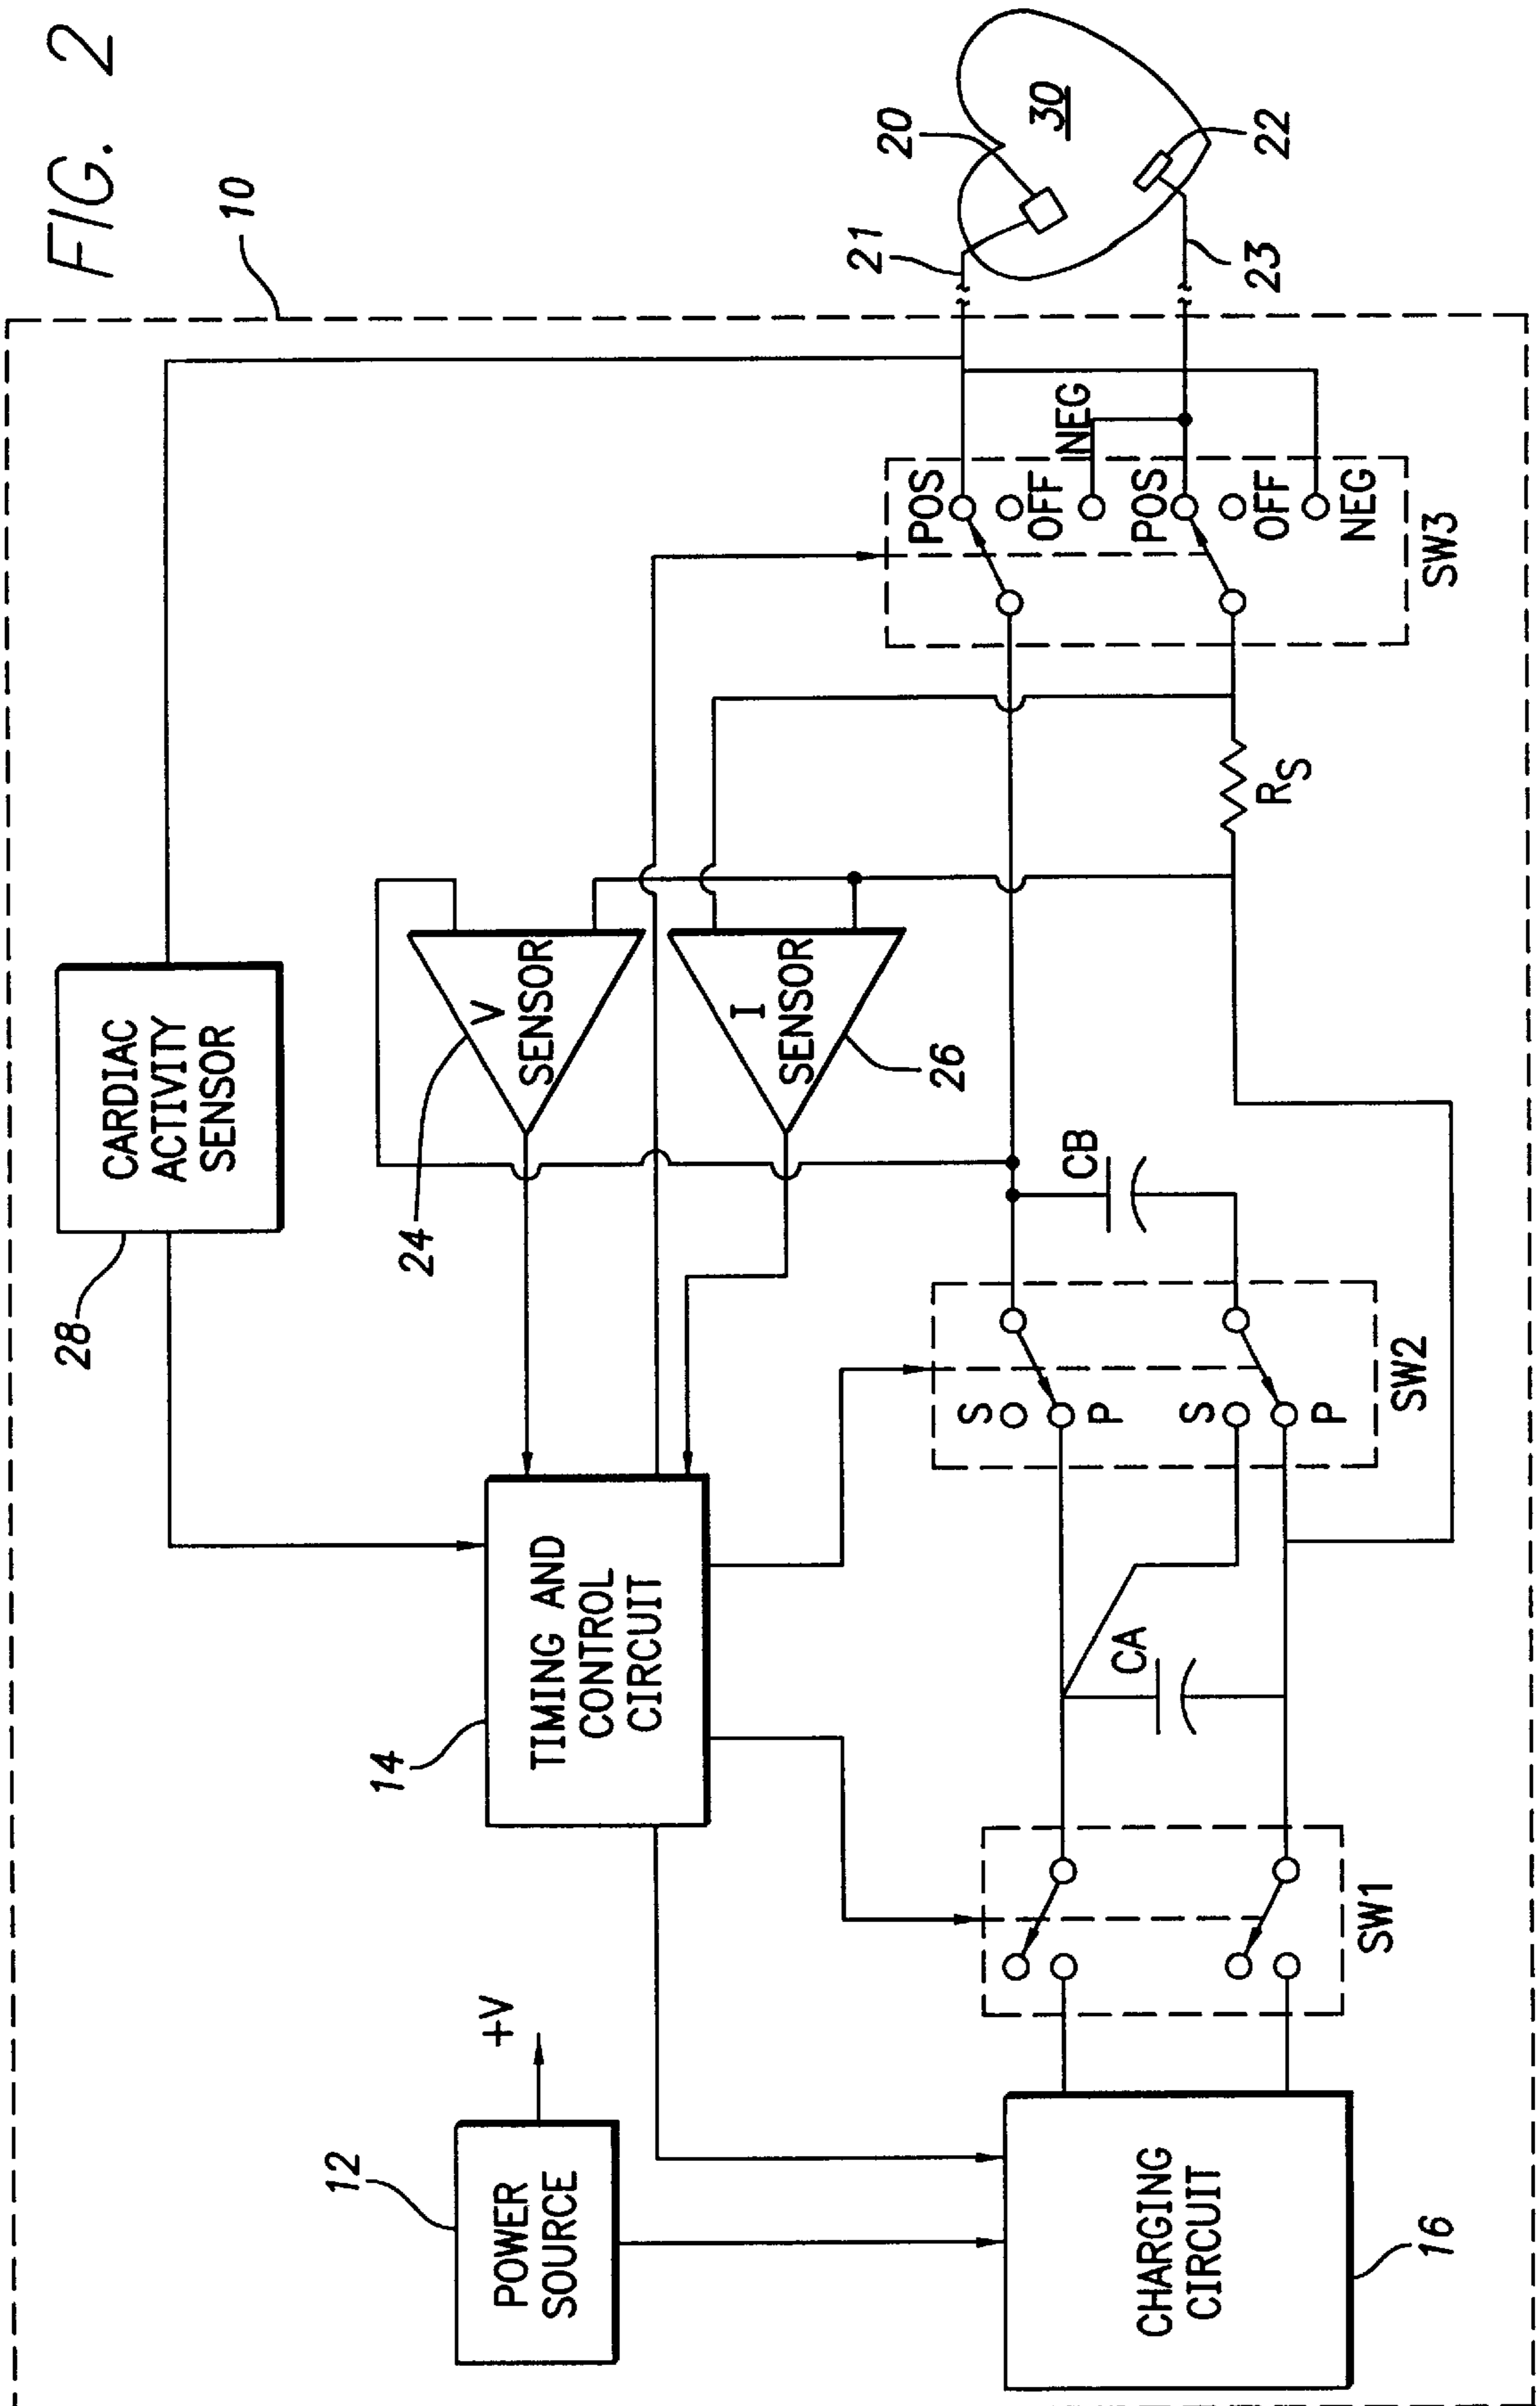 FIG. 2
10
CARDIAC
ACTIVITY
SENSOR
28
12
POWER
SOURCE
+V
14
TIMING AND
CONTROL
CIRCUIT
24
V
SENSOR
I
SENSOR
26
20
21
30
22
23
CHARGING
CIRCUIT
16
SW1
CA
S
P
S
P
SW2
CB
RS
POS
OFF
NEG
POS
OFF
NEG
SW3